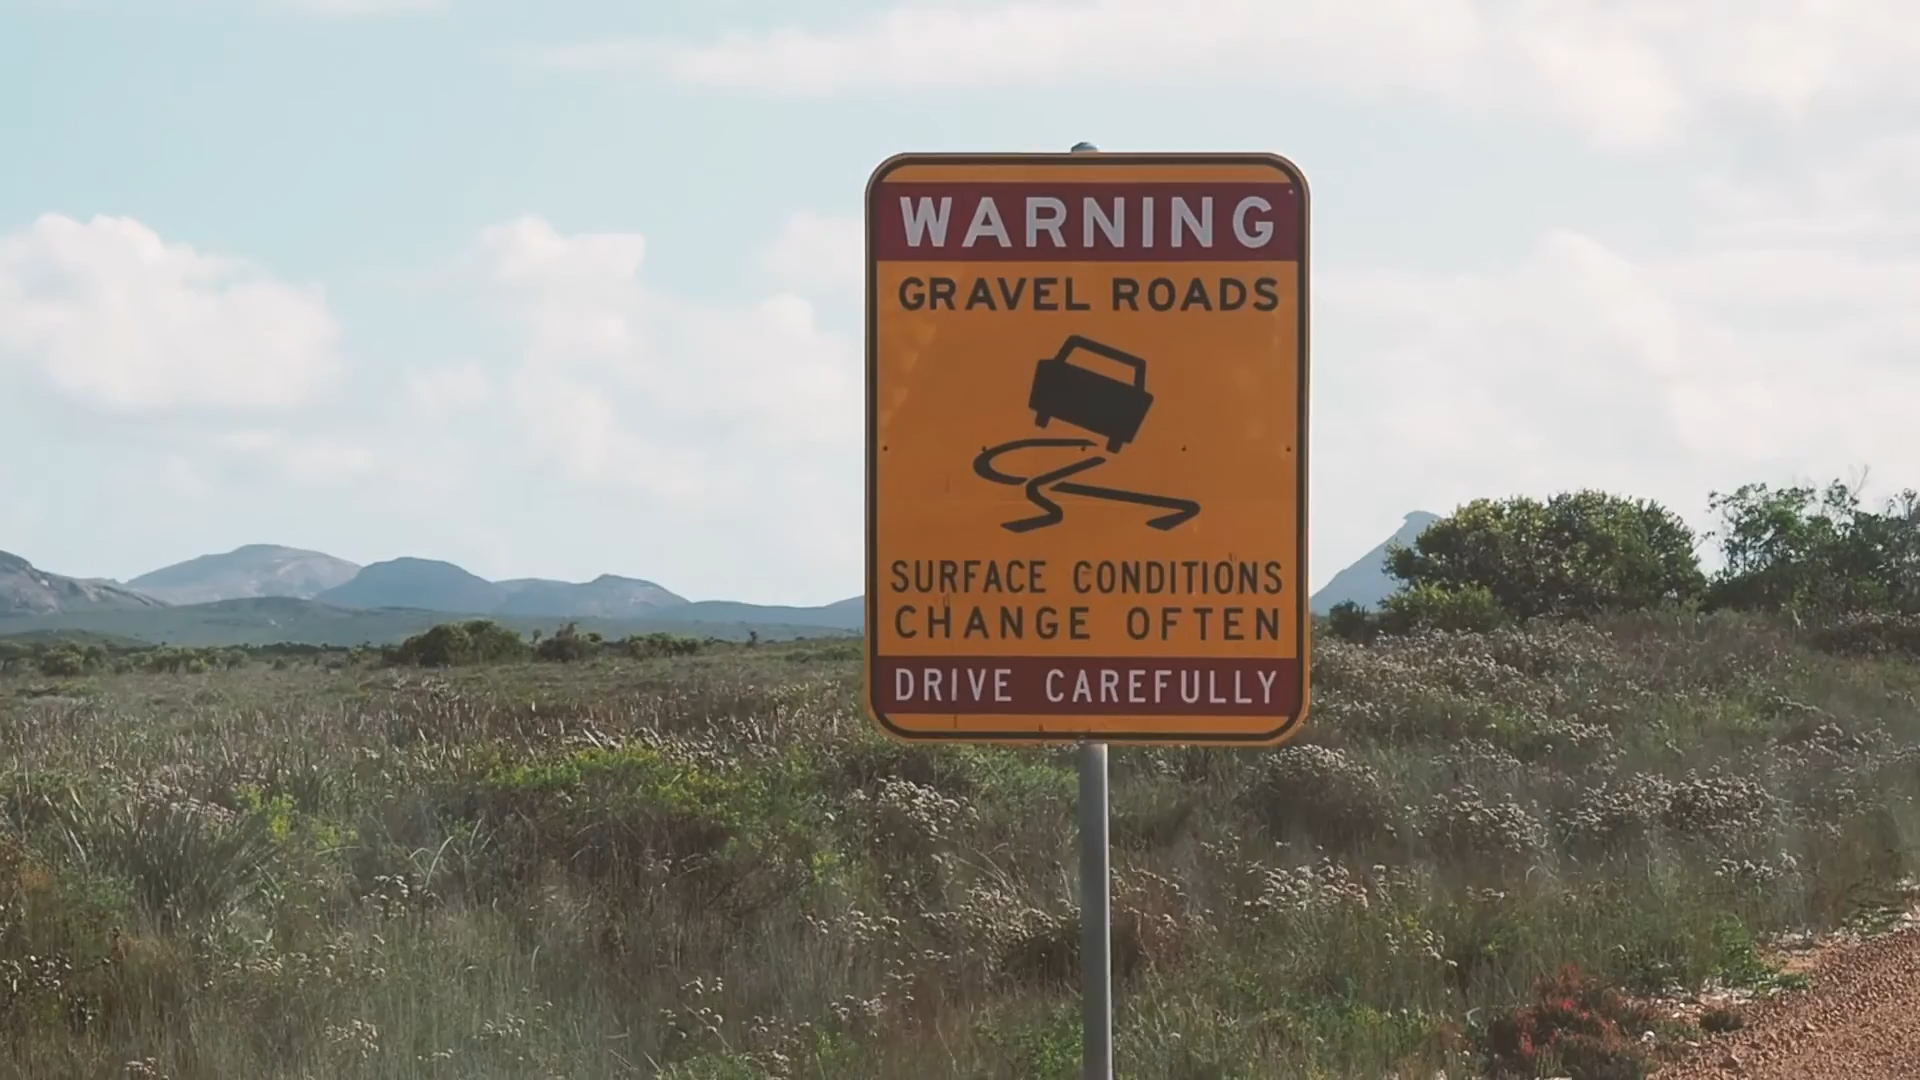 WARNING
GRAVEL ROADS
SURFACE CONDITIONS
CHANGE OFTEN
DRIVE CAREFULLY